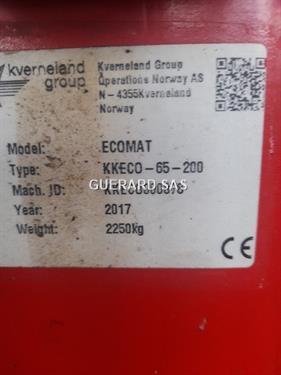 kverneland
group
Kverneland Group
Operations Norway AS
N-4355Kverneland
Norway
Model: ECOMAT
Type: KKECO-65-200
GUERARD SAS
Mach. ID:
Year: 2017
Weight: 2250kg
CE